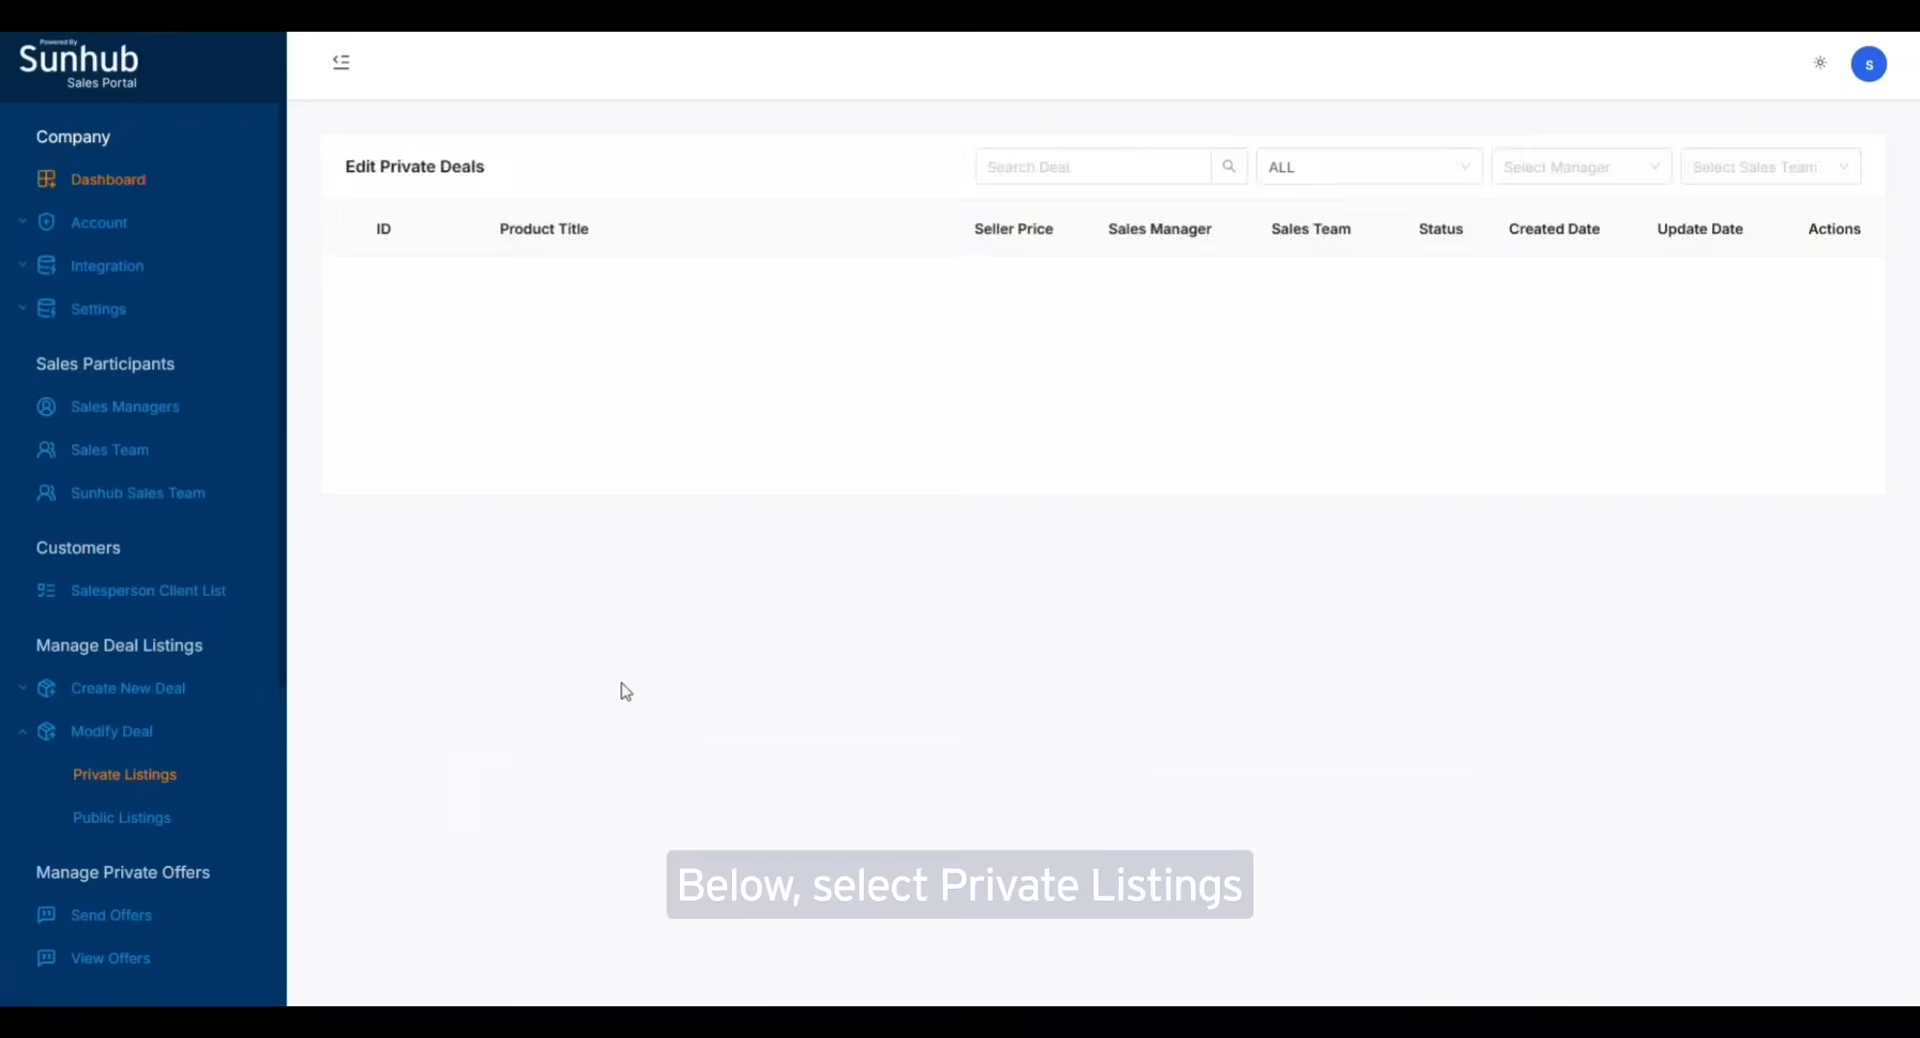 Powered By
Sunhub
Sales Portal
S
Company
Dashboard
Account
Integration
Settings
Sales Participants
Sales Managers
Sales Team
Sunhub Sales Team
Customers
Salesperson Client List
Manage Deal Listings
Create New Deal
Modify Deal
Private Listings
Public Listings
Manage Private Offers
Send Offers
View Offers
Edit Private Deals
Search Deal
ALL
Select Manager
Select Sales Team
ID Product Title Seller Price Sales Manager Sales Team Status Created Date Update Date Actions
Below, select Private Listings